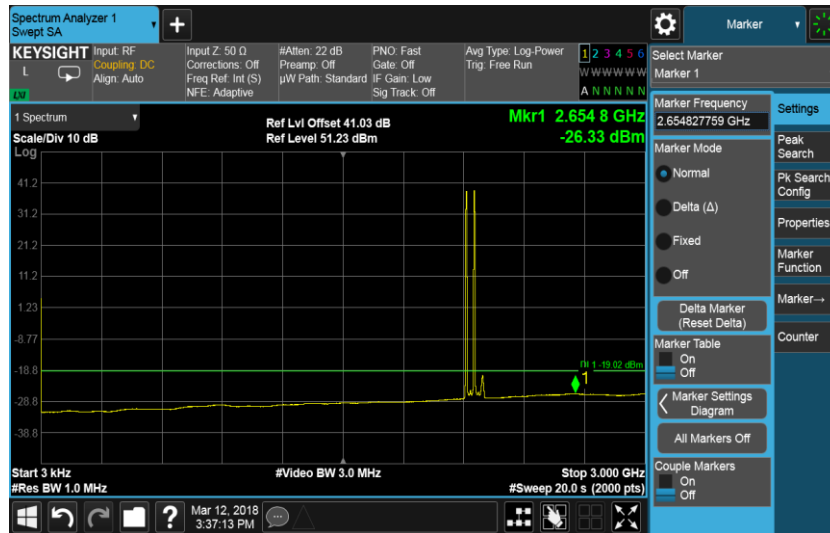 Spectrum Analyzer 1
Swept SA
Marker
KEYSIGHT
L
LXI
Input: RF
Coupling: DC
Align: Auto
Input Z: 50 Ω
Corrections: Off
Freq Ref: Int (S)
NFE: Adaptive
#Atten: 22 dB
Preamp: Off
µW Path: Standard
PNO: Fast
Gate: Off
IF Gain: Low
Sig Track: Off
Avg Type: Log-Power
Trig: Free Run
1 2 3 4 5 6
W W W W W W
A N N N N N
Select Marker
Marker 1
1 Spectrum
Scale/Div 10 dB
Log
Ref Lvl Offset 41.03 dB
Ref Level 51.23 dBm
Mkr1 2.654 8 GHz
-26.33 dBm
41.2
31.2
21.2
11.2
1.23
-8.77
-18.8
-28.8
-38.8
DL1 -19.02 dBm
1
Start 3 kHz
#Res BW 1.0 MHz
#Video BW 3.0 MHz
Stop 3.000 GHz
#Sweep 20.0 s (2000 pts)
Marker Frequency
2.654827759 GHz
Marker Mode
Normal
Delta (Δ)
Fixed
Off
Delta Marker
(Reset Delta)
Marker Table
On
Off
Marker Settings
Diagram
All Markers Off
Couple Markers
On
Off
Settings
Peak
Search
Pk Search
Config
Properties
Marker
Function
Marker→
Counter
?
Mar 12, 2018
3:37:13 PM